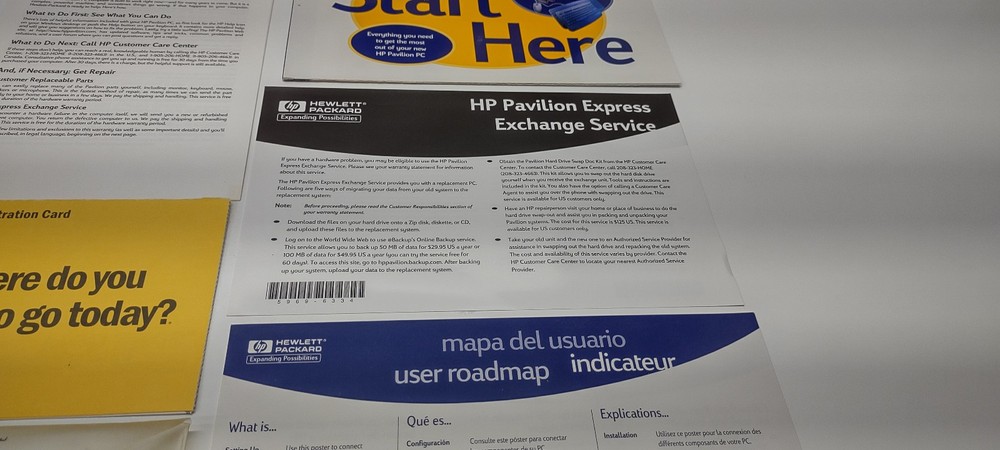 What to Do First: See What You Can Do
What to Do Next: Call HP Customer Care Center
And, if Necessary: Get Repair
ustomer Replaceable Parts
xpress Exchange Service
Start
Here
Everything you
need to get the most
out of your new
HP Pavilion PC
hp HEWLETT®
PACKARD
Expanding Possibilities
HP Pavilion Express
Exchange Service
If you have a hardware problem, you may be eligible to use the HP Pavilion
Express Exchange Service. Please see your warranty statement for information
about this service.
The HP Pavilion Express Exchange Service provides you with a replacement PC.
Following are five ways of migrating your data from your old system to the
replacement system.
Note: Before proceeding, please read the Customer Responsibilities section of
your warranty statement.
• Download the files on your hard drive onto a Zip disk, diskette, or CD,
and upload these files to the replacement system.
• Log on to the World Wide Web to use @Backup's Online Backup service.
This service allows you to back up 50 MB of data for $29.95 US a year or
100 MB of data for $49.95 US a year (you can try the service free for
60 days). To access this site, go to hppavilion.backup.com. After backing
up your system, upload your data to the replacement system.
5969-6334
• Obtain the Pavilion Hard Drive Swap Doc Kit from the HP Customer Care
Center. To contact the Customer Care Center, call 208-323-HOME
(208-323-4663). This kit allows you to swap out the hard disk drive
yourself when you receive the exchange unit. Tools and instructions are
included in the kit. You also have the option of calling a Customer Care
Agent to assist you over the phone with swapping out the drive. This
service is available for US customers only.
• Have an HP repairperson visit your home or place of business to do the
hard drive swap-out and assist you in packing and unpacking your
Pavilion systems. The cost for this service is $125 US. This service is
available for US customers only.
• Take your old unit and the new one to an Authorized Service Provider for
assistance in swapping out the hard drive and repacking the old system.
The cost and availability of this service varies by provider. Contact the
HP Customer Care Center to locate your nearest Authorized Service
Provider.
tration Card
ere do you
o go today?
hp HEWLETT®
PACKARD
Expanding Possibilities
mapa del usuario
user roadmap indicateur
What is...
Setting Up Use this poster to connect
Qué es...
Configuración Consulte este póster para conectar
Explications...
Installation Utilisez ce poster pour la connexion des
différents composants de votre PC.